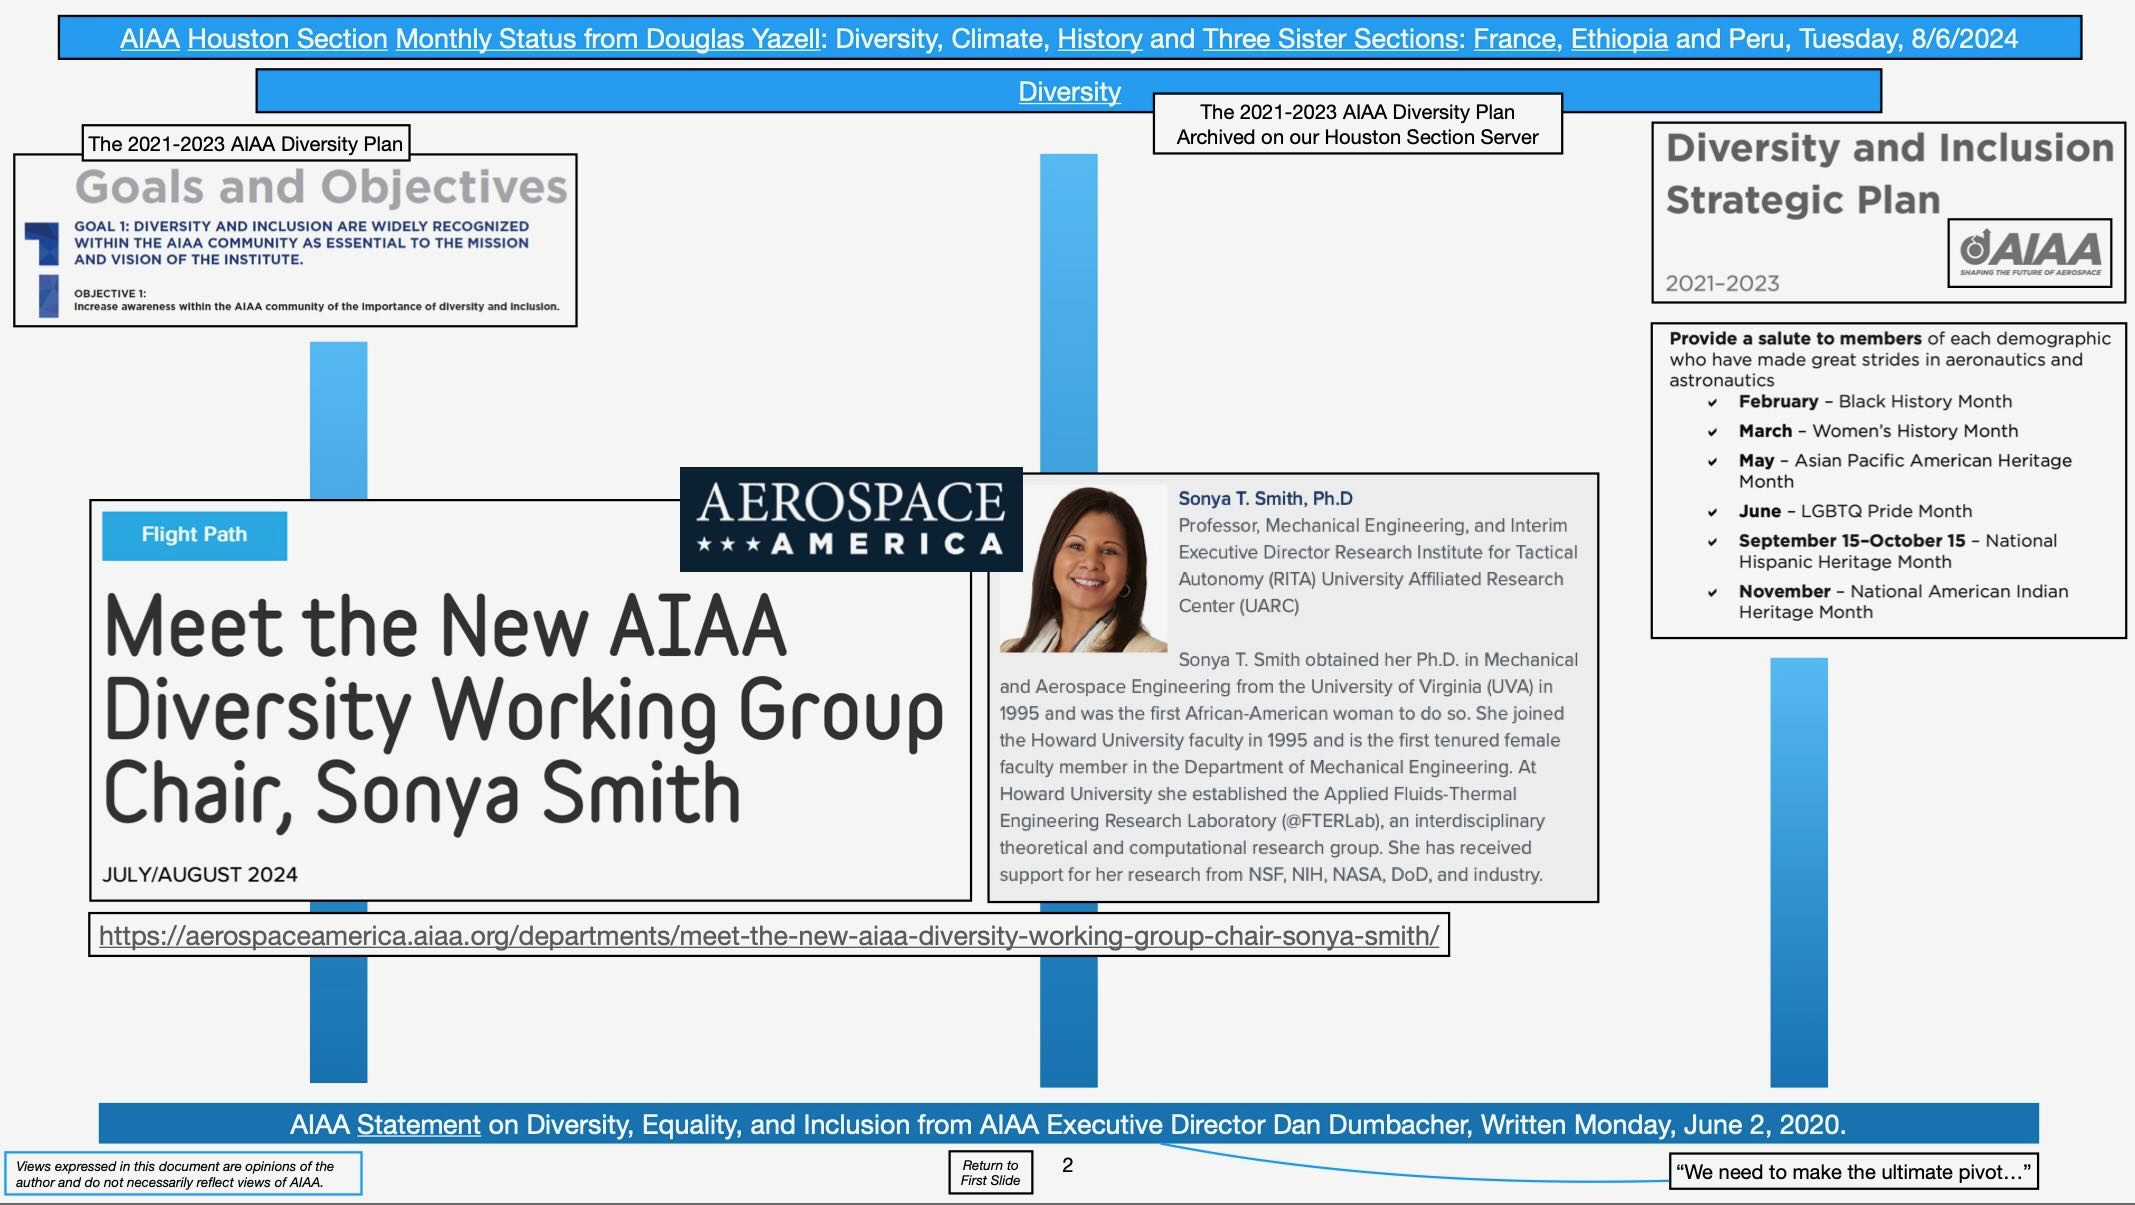 AIAA Houston Section Monthly Status from Douglas Yazell: Diversity, Climate, History and Three Sister Sections: France, Ethiopia and Peru, Tuesday, 8/6/2024
Diversity
The 2021-2023 AIAA Diversity Plan
Goals and Objectives
1
GOAL 1: DIVERSITY AND INCLUSION ARE WIDELY RECOGNIZED
WITHIN THE AIAA COMMUNITY AS ESSENTIAL TO THE MISSION
AND VISION OF THE INSTITUTE.
OBJECTIVE 1:
Increase awareness within the AIAA community of the importance of diversity and inclusion.
The 2021-2023 AIAA Diversity Plan
Archived on our Houston Section Server
Diversity and Inclusion
Strategic Plan
2021–2023
AIAA
SHAPING THE FUTURE OF AEROSPACE
Provide a salute to members of each demographic
who have made great strides in aeronautics and
astronautics
February – Black History Month
March – Women's History Month
May – Asian Pacific American Heritage
Month
June – LGBTQ Pride Month
September 15–October 15 – National
Hispanic Heritage Month
November – National American Indian
Heritage Month
AEROSPACE
AMERICA
Flight Path
Meet the New AIAA
Diversity Working Group
Chair, Sonya Smith
JULY/AUGUST 2024
Sonya T. Smith, Ph.D
Professor, Mechanical Engineering, and Interim
Executive Director Research Institute for Tactical
Autonomy (RITA) University Affiliated Research
Center (UARC)
Sonya T. Smith obtained her Ph.D. in Mechanical
and Aerospace Engineering from the University of Virginia (UVA) in
1995 and was the first African-American woman to do so. She joined
the Howard University faculty in 1995 and is the first tenured female
faculty member in the Department of Mechanical Engineering. At
Howard University she established the Applied Fluids-Thermal
Engineering Research Laboratory (@FTERLab), an interdisciplinary
theoretical and computational research group. She has received
support for her research from NSF, NIH, NASA, DoD, and industry.
https://aerospaceamerica.aiaa.org/departments/meet-the-new-aiaa-diversity-working-group-chair-sonya-smith/
AIAA Statement on Diversity, Equality, and Inclusion from AIAA Executive Director Dan Dumbacher, Written Monday, June 2, 2020.
Views expressed in this document are opinions of the
author and do not necessarily reflect views of AIAA.
Return to
First Slide
2
“We need to make the ultimate pivot…”